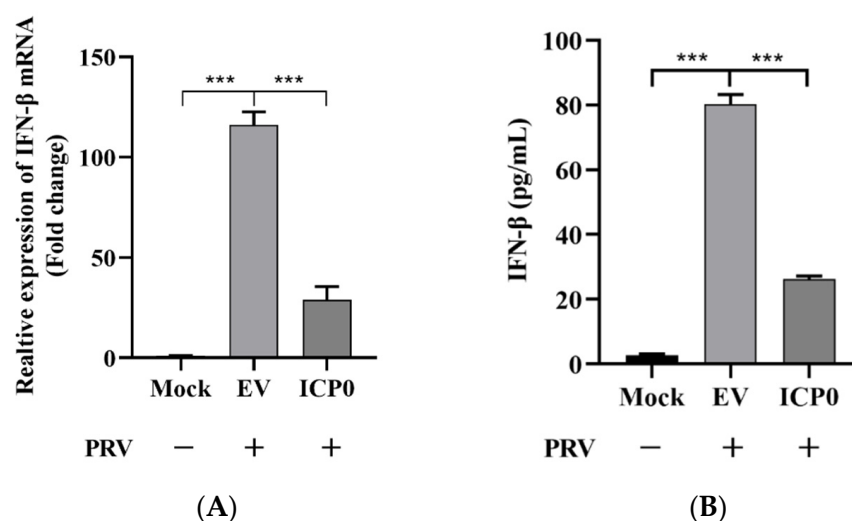 Realtive expression of IFN-β mRNA
(Fold change)
150
100
50
0
*** ***
Mock EV ICP0
PRV − + +
(A)
IFN-β (pg/mL)
100
80
60
40
20
0
*** ***
Mock EV ICP0
PRV − + +
(B)